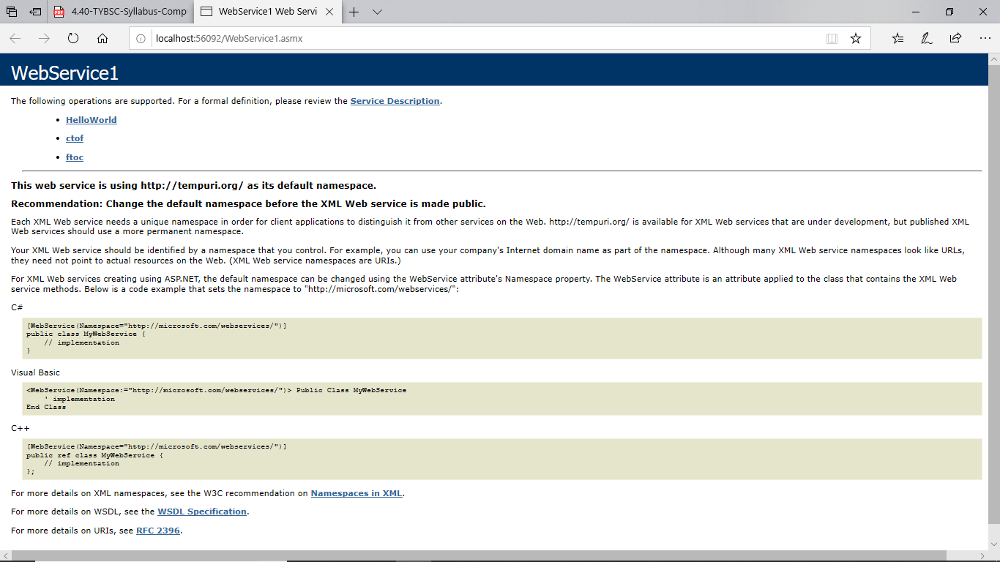 4.40-TYBSC-Syllabus-Comp
WebService1 Web Servi
localhost:56092/WebService1.asmx
WebService1
The following operations are supported. For a formal definition, please review the Service Description.
• HelloWorld
• ctof
• ftoc
This web service is using http://tempuri.org/ as its default namespace.
Recommendation: Change the default namespace before the XML Web service is made public.
Each XML Web service needs a unique namespace in order for client applications to distinguish it from other services on the Web. http://tempuri.org/ is available for XML Web services that are under development, but published XML
Web services should use a more permanent namespace.
Your XML Web service should be identified by a namespace that you control. For example, you can use your company's Internet domain name as part of the namespace. Although many XML Web service namespaces look like URLs,
they need not point to actual resources on the Web. (XML Web service namespaces are URIs.)
For XML Web services creating using ASP.NET, the default namespace can be changed using the WebService attribute's Namespace property. The WebService attribute is an attribute applied to the class that contains the XML Web
service methods. Below is a code example that sets the namespace to "http://microsoft.com/webservices/":
C#
[WebService(Namespace="http://microsoft.com/webservices/")]
public class MyWebService {
    // implementation
}
Visual Basic
<WebService(Namespace:="http://microsoft.com/webservices/")> Public Class MyWebService
    ' implementation
End Class
C++
[WebService(Namespace="http://microsoft.com/webservices/")]
public ref class MyWebService {
    // implementation
};
For more details on XML namespaces, see the W3C recommendation on Namespaces in XML.
For more details on WSDL, see the WSDL Specification.
For more details on URIs, see RFC 2396.